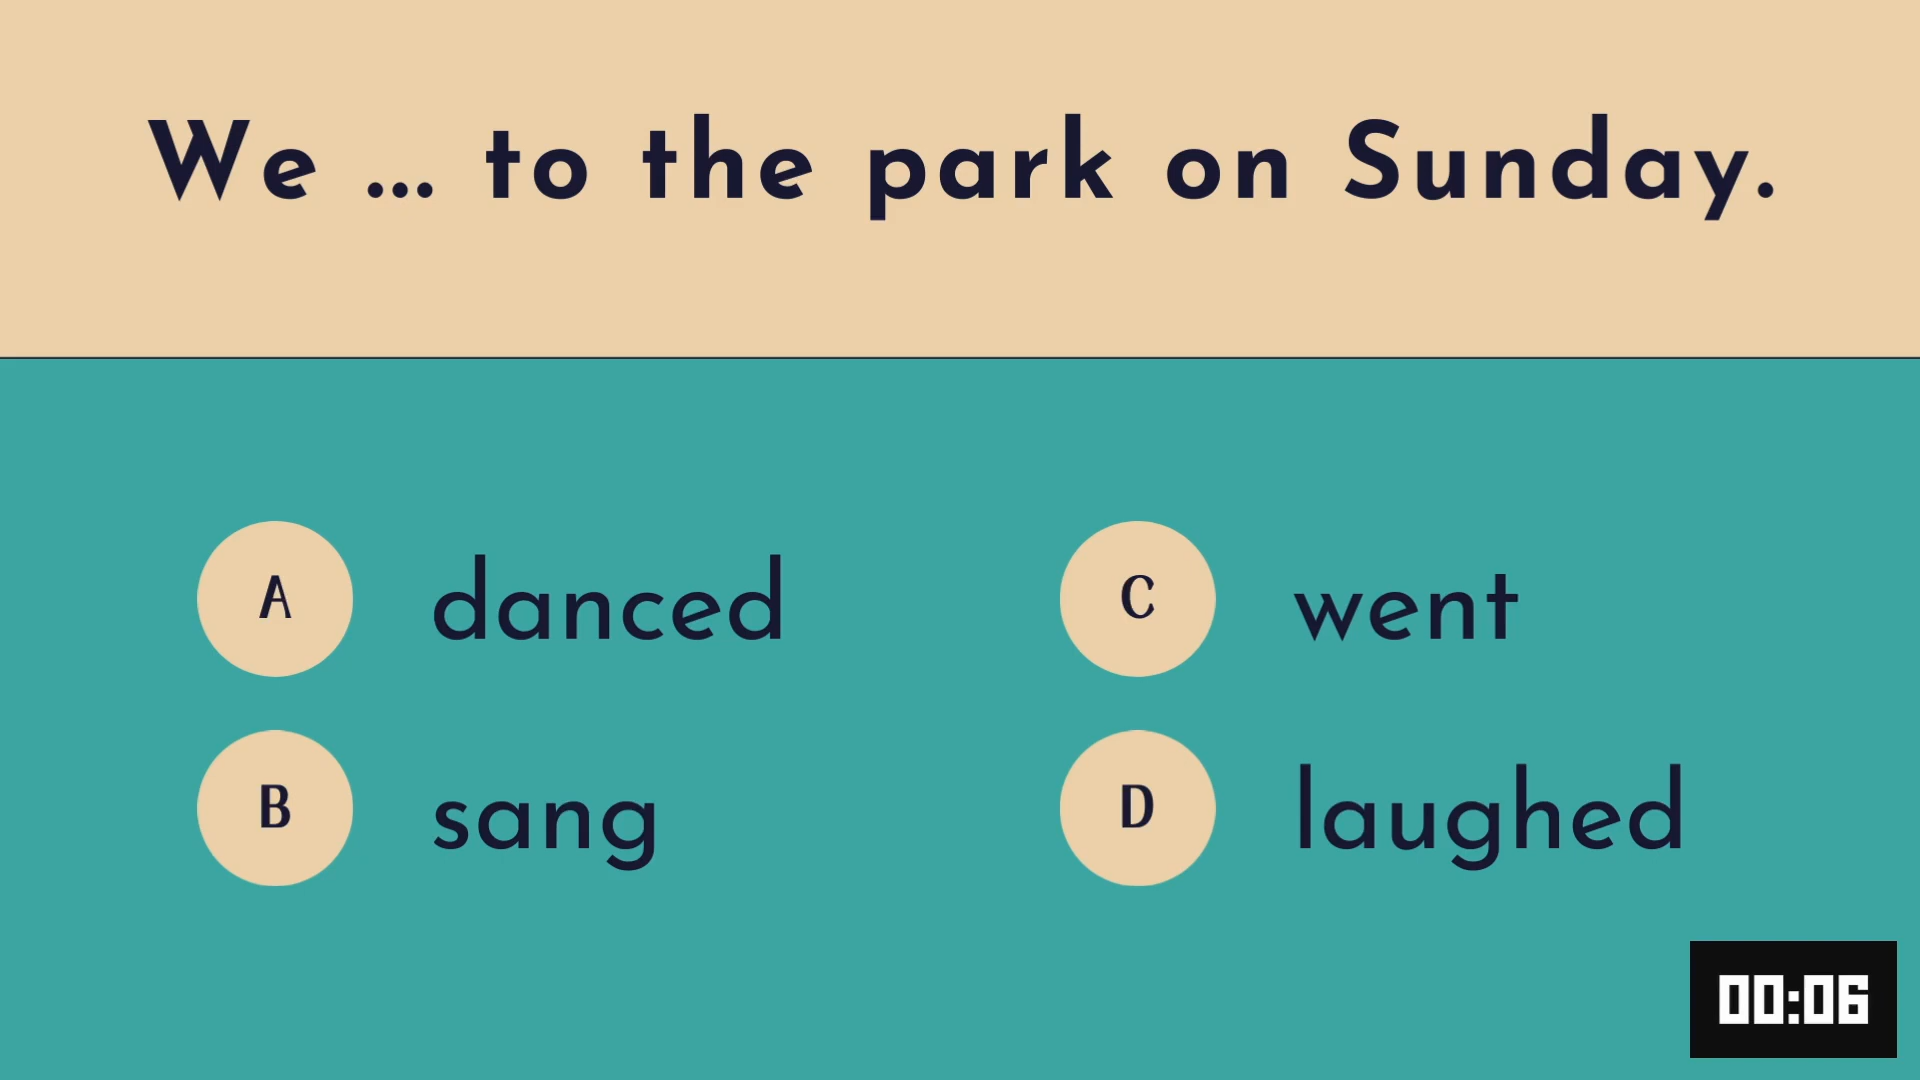 We ... to the park on Sunday.
A danced
B sang
C went
D laughed
00:06